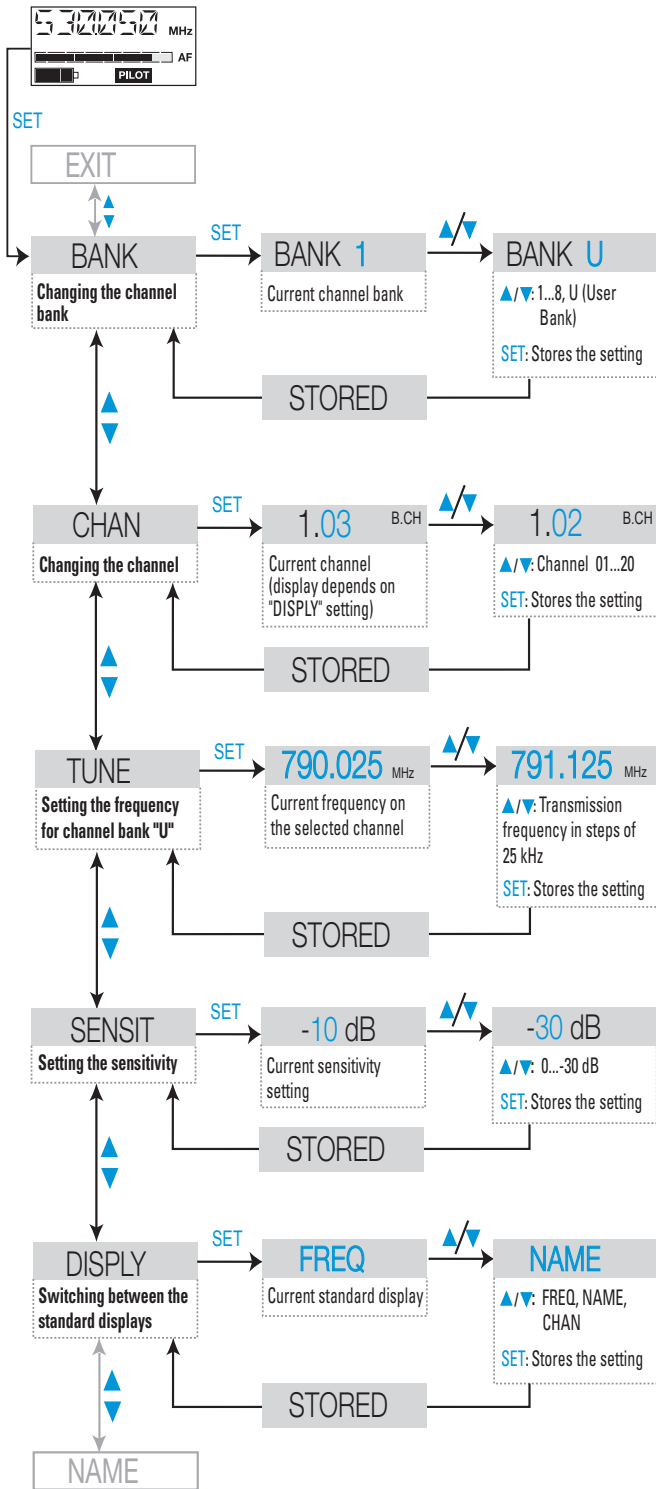 530.050 MHz
AF
PILOT
SET
EXIT
BANK
Changing the channel
bank
SET
BANK 1
Current channel bank
▲/▼
BANK U
▲/▼: 1...8, U (User
Bank)
SET: Stores the setting
STORED
CHAN
Changing the channel
SET
1.03 B.CH
Current channel
(display depends on
"DISPLY" setting)
▲/▼
1.02 B.CH
▲/▼: Channel 01...20
SET: Stores the setting
STORED
TUNE
Setting the frequency
for channel bank "U"
SET
790.025 MHz
Current frequency on
the selected channel
▲/▼
791.125 MHz
▲/▼: Transmission
frequency in steps of
25 kHz
SET: Stores the setting
STORED
SENSIT
Setting the sensitivity
SET
-10 dB
Current sensitivity
setting
▲/▼
-30 dB
▲/▼: 0...-30 dB
SET: Stores the setting
STORED
DISPLY
Switching between the
standard displays
SET
FREQ
Current standard display
▲/▼
NAME
▲/▼: FREQ, NAME,
CHAN
SET: Stores the setting
STORED
NAME